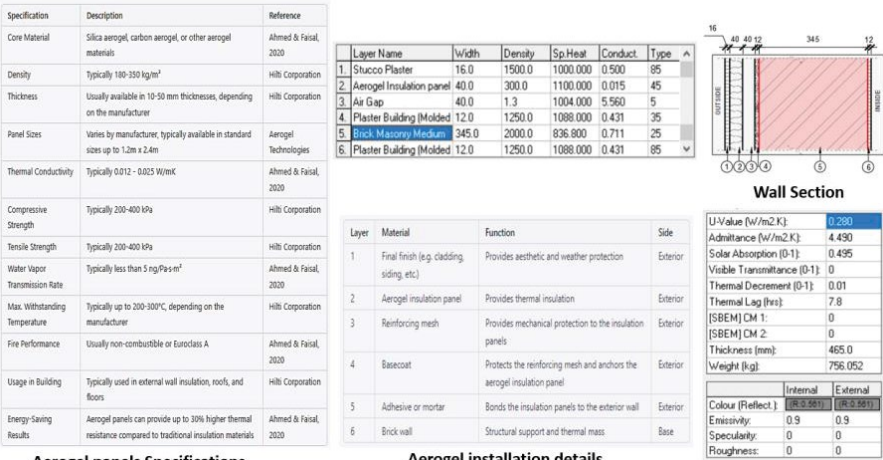 Specification Description Reference
Core Material Silica aerogel, carbon aerogel, or other aerogel Ahmed & Faisal,
materials 2020
Density Typically 180-350 kg/m³ Hilti Corporation
Thickness Usually available in 10-50 mm thicknesses, depending Hilti Corporation
on the manufacturer
Panel Sizes Varies by manufacturer, typically available in standard Aerogel
sizes up to 1.2m x 2.4m Technologies
Thermal Conductivity Typically 0.012 - 0.025 W/mK Ahmed & Faisal,
2020
Compressive Typically 200-400 kPa Hilti Corporation
Strength
Tensile Strength Typically 200-400 kPa Hilti Corporation
Water Vapor Typically less than 5 ng/Pa·s·m² Ahmed & Faisal,
Transmission Rate 2020
Max. Withstanding Typically up to 200-300°C, depending on the Hilti Corporation
Temperature manufacturer
Fire Performance Usually non-combustible or Euroclass A Ahmed & Faisal,
2020
Usage in Building Typically used in external wall insulation, roofs, and Hilti Corporation
floors
Energy-Saving Aerogel panels can provide up to 30% higher thermal Ahmed & Faisal,
Results resistance compared to traditional insulation materials 2020
Aerogel panels Specifications
Layer Name Width Density Sp.Heat Conduct. Type
1. Stucco Plaster 16.0 1500.0 1000.000 0.500 85
2. Aerogel Insulation panel 40.0 300.0 1100.000 0.015 45
3. Air Gap 40.0 1.3 1004.000 5.560 5
4. Plaster Building (Molded 12.0 1250.0 1088.000 0.431 35
5. Brick Masonry Medium 345.0 2000.0 836.800 0.711 25
6. Plaster Building (Molded 12.0 1250.0 1088.000 0.431 85
Layer Material Function Side
1 Final finish (e.g. cladding, Provides aesthetic and weather protection Exterior
siding, etc.)
2 Aerogel insulation panel Provides thermal insulation Exterior
3 Reinforcing mesh Provides mechanical protection to the insulation Exterior
panels
4 Basecoat Protects the reinforcing mesh and anchors the Exterior
aerogel insulation panel
5 Adhesive or mortar Bonds the insulation panels to the exterior wall Exterior
6 Brick wall Structural support and thermal mass Base
Aerogel installation details
16
40 40 12 345 12
OUTSIDE
INSIDE
1 2 3 4 5 6
Wall Section
U-Value (W/m2.K): 0.280
Admittance (W/m2.K): 4.490
Solar Absorption (0-1): 0.495
Visible Transmittance (0-1): 0
Thermal Decrement (0-1): 0.01
Thermal Lag (hrs): 7.8
[SBEM] CM 1: 0
[SBEM] CM 2: 0
Thickness (mm): 465.0
Weight (kg): 756.052
Internal External
Colour (Reflect.): (R:0.561) (R:0.561)
Emissivity: 0.9 0.9
Specularity: 0 0
Roughness: 0 0